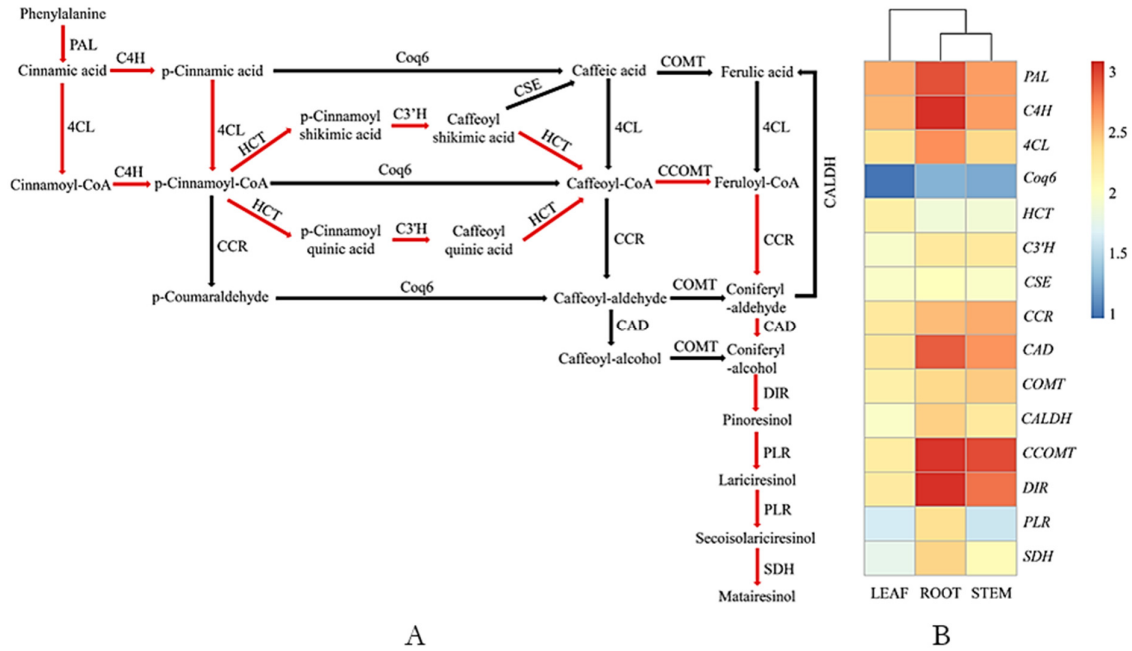 Phenylalanine
PAL
Cinnamic acid
C4H
p-Cinnamic acid
Coq6
Caffeic acid
COMT
Ferulic acid
CSE
4CL
4CL
HCT
p-Cinnamoyl
shikimic acid
C3'H
Caffeoyl
shikimic acid
HCT
4CL
4CL
CALDH
Cinnamoyl-CoA
C4H
p-Cinnamoyl-CoA
Coq6
Caffeoyl-CoA
CCOMT
Feruloyl-CoA
HCT
p-Cinnamoyl
quinic acid
C3'H
Caffeoyl
quinic acid
HCT
CCR
CCR
CCR
p-Coumaraldehyde
Coq6
Caffeoyl-aldehyde
COMT
Coniferyl
-aldehyde
CAD
CAD
Caffeoyl-alcohol
COMT
Coniferyl
-alcohol
DIR
Pinoresinol
PLR
Lariciresinol
PLR
Secoisolariciresinol
SDH
Matairesinol
A
PAL
C4H
4CL
Coq6
HCT
C3'H
CSE
CCR
CAD
COMT
CALDH
CCOMT
DIR
PLR
SDH
LEAF ROOT STEM
3
2.5
2
1.5
1
B